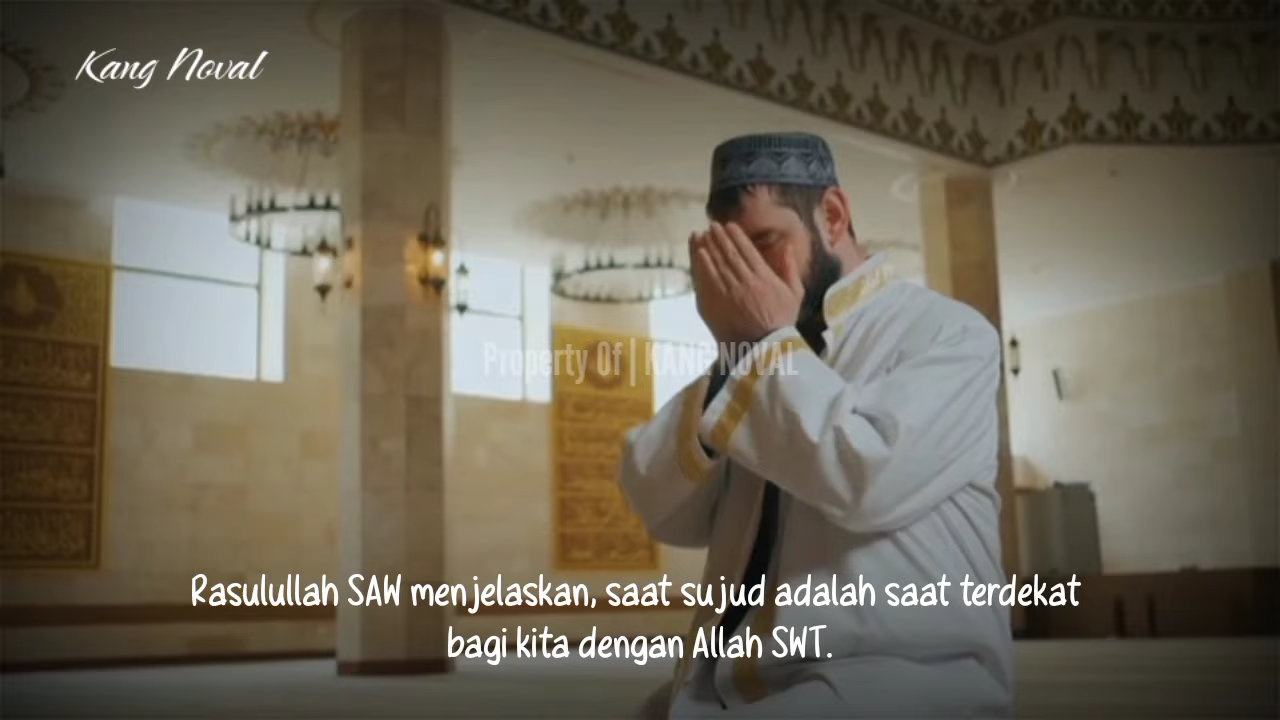 Kang Noval
Property Of | KANG NOVAL
Rasulullah SAW menjelaskan, saat sujud adalah saat terdekat
bagi kita dengan Allah SWT.